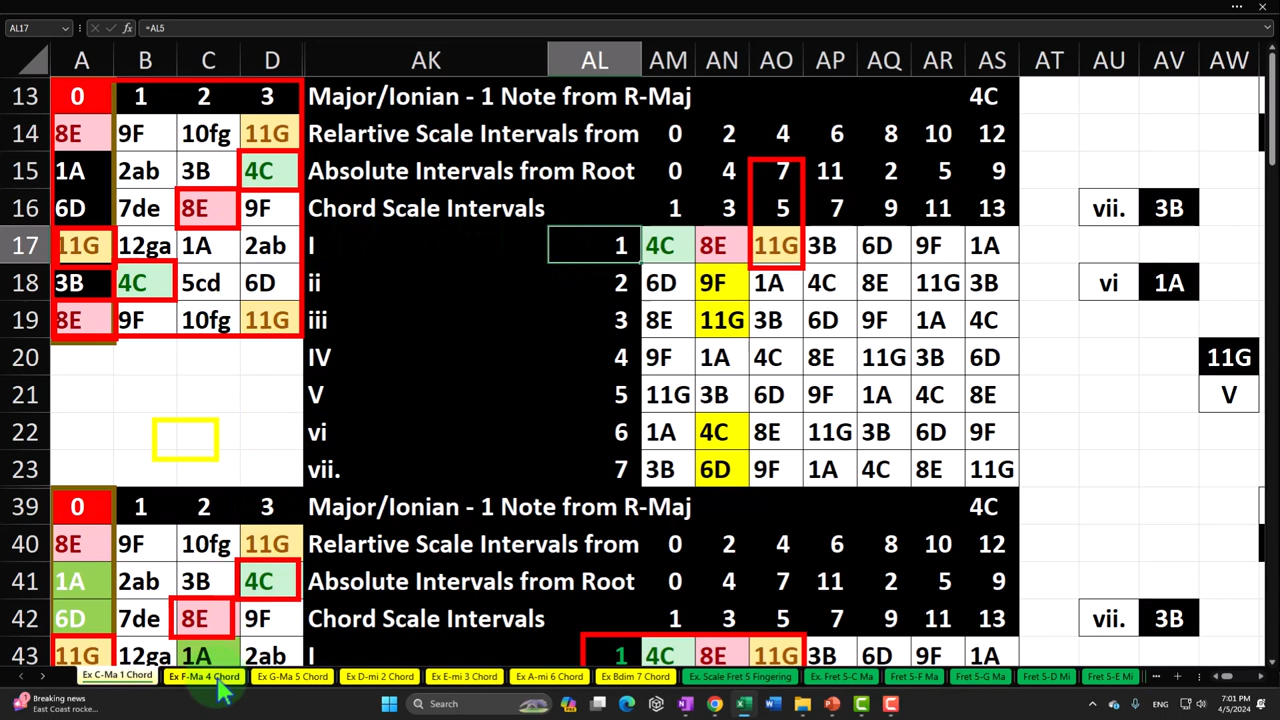 AL17 fx =AL5
A B C D AK AL AM AN AO AP AQ AR AS AT AU AV AW
13 0 1 2 3 Major/Ionian - 1 Note from R-Maj 4C
14 8E 9F 10fg 11G Relartive Scale Intervals from 0 2 4 6 8 10 12
15 1A 2ab 3B 4C Absolute Intervals from Root 0 4 7 11 2 5 9
16 6D 7de 8E 9F Chord Scale Intervals 1 3 5 7 9 11 13 vii. 3B
17 11G 12ga 1A 2ab I 1 4C 8E 11G 3B 6D 9F 1A
18 3B 4C 5cd 6D ii 2 6D 9F 1A 4C 8E 11G 3B vi 1A
19 8E 9F 10fg 11G iii 3 8E 11G 3B 6D 9F 1A 4C
20 IV 4 9F 1A 4C 8E 11G 3B 6D 11G
21 V 5 11G 3B 6D 9F 1A 4C 8E V
22 vi 6 1A 4C 8E 11G 3B 6D 9F
23 vii. 7 3B 6D 9F 1A 4C 8E 11G
39 0 1 2 3 Major/Ionian - 1 Note from R-Maj 4C
40 8E 9F 10fg 11G Relartive Scale Intervals from 0 2 4 6 8 10 12
41 1A 2ab 3B 4C Absolute Intervals from Root 0 4 7 11 2 5 9
42 6D 7de 8E 9F Chord Scale Intervals 1 3 5 7 9 11 13 vii. 3B
43 11G 12ga 1A 2ab I 1 4C 8E 11G 3B 6D 9F 1A
Ex C-Ma 1 Chord Ex F-Ma 4 Chord Ex G-Ma 5 Chord Ex D-mi 2 Chord Ex E-mi 3 Chord Ex A-mi 6 Chord Ex Bdim 7 Chord Ex. Scale Fret 5 Fingering Ex. Fret 5-C Ma Fret 5-F Ma Fret 5-G Ma Fret 5-D Mi Fret 5-E Mi
Breaking news
East Coast rocke...
Search
7:01 PM
4/5/2024